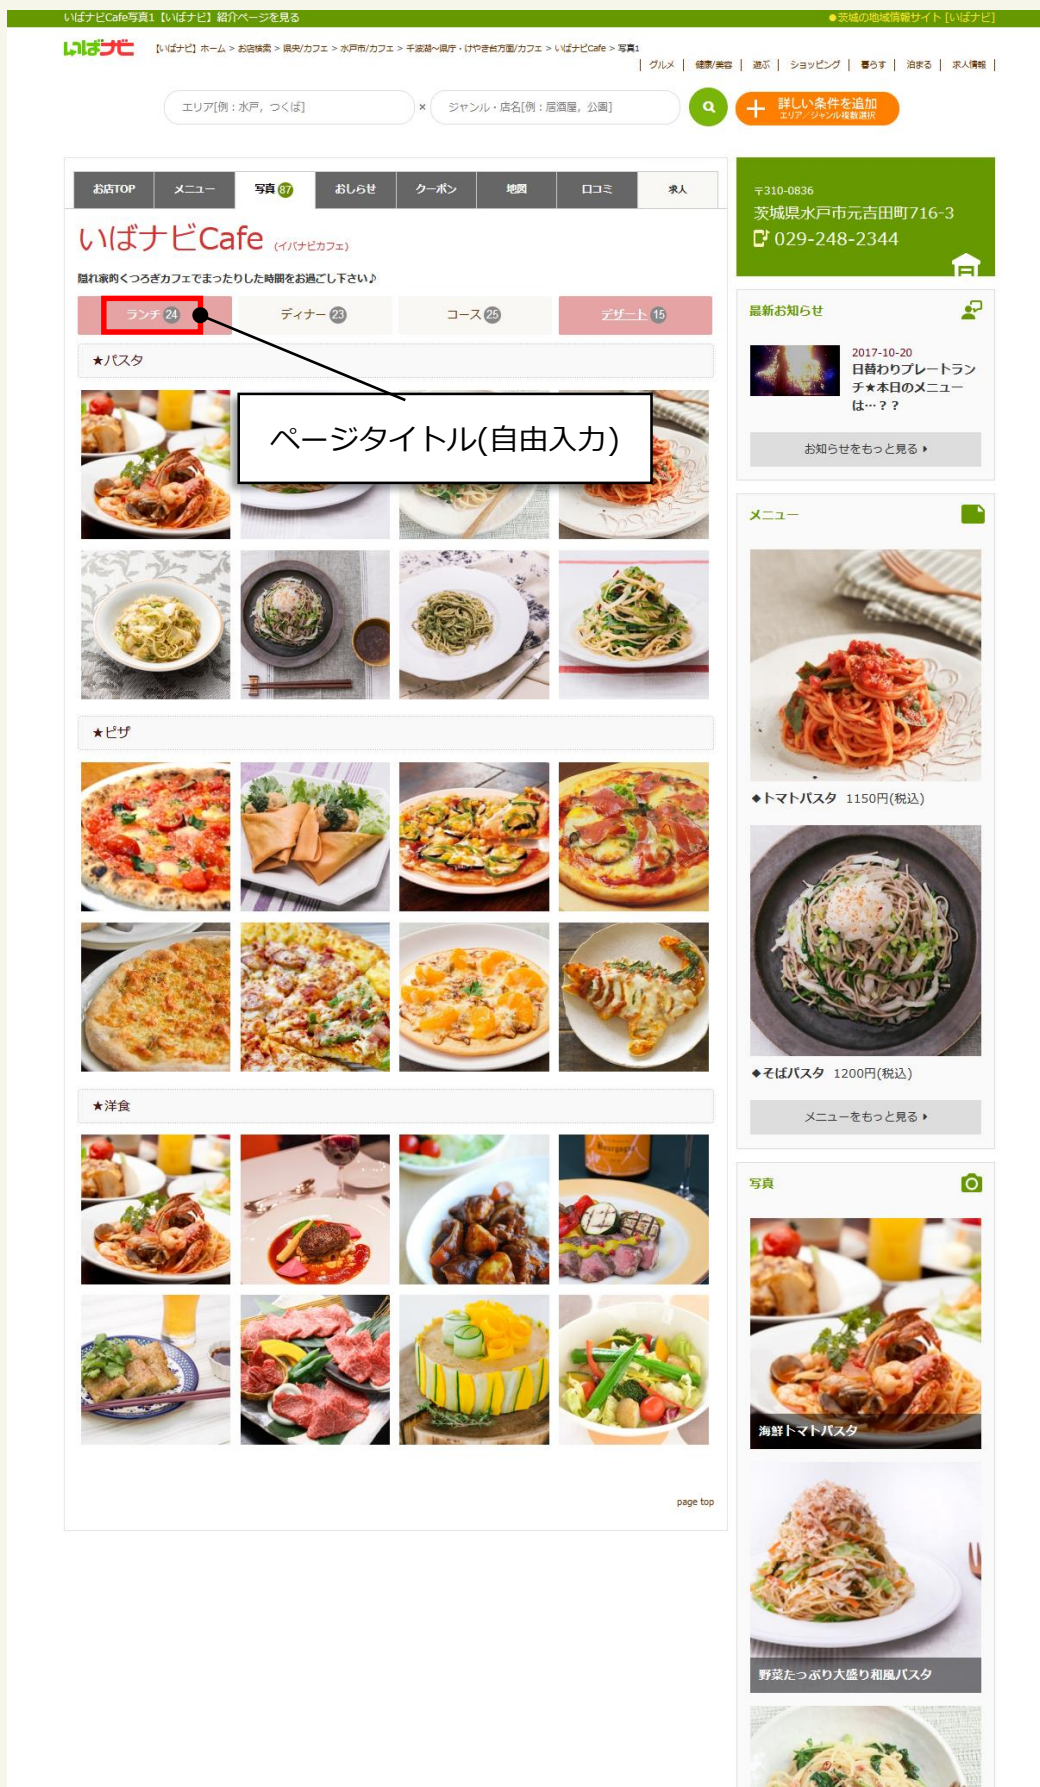 いばナビCafe写真1【いばナビ】紹介ページを見る
●茨城の地域情報サイト [いばナビ]
いばナビ
【いばナビ】ホーム > お店検索 > 県央/カフェ > 水戸市/カフェ > 千波湖～県庁・けやき台方面/カフェ > いばナビCafe > 写真1
| グルメ | 健康/美容 | 遊ぶ | ショッピング | 暮らす | 泊まる | 求人情報 |
エリア[例：水戸，つくば]
×
ジャンル・店名[例：居酒屋，公園]
詳しい条件を追加
エリア／ジャンル複数選択
お店TOP
メニュー
写真 87
おしらせ
クーポン
地図
口コミ
求人
いばナビCafe (イバナビカフェ)
隠れ家的くつろぎカフェでまったりした時間をお過ごし下さい♪
ランチ 24
ディナー 23
コース 25
デザート 15
ページタイトル(自由入力)
★パスタ
★ピザ
★洋食
page top
〒310-0836
茨城県水戸市元吉田町716-3
029-248-2344
最新お知らせ
2017-10-20
日替わりプレートラン
チ★本日のメニュー
は…？？
お知らせをもっと見る
メニュー
◆トマトパスタ 1150円(税込)
◆そばパスタ 1200円(税込)
メニューをもっと見る
写真
海鮮トマトパスタ
野菜たっぷり大盛り和風パスタ